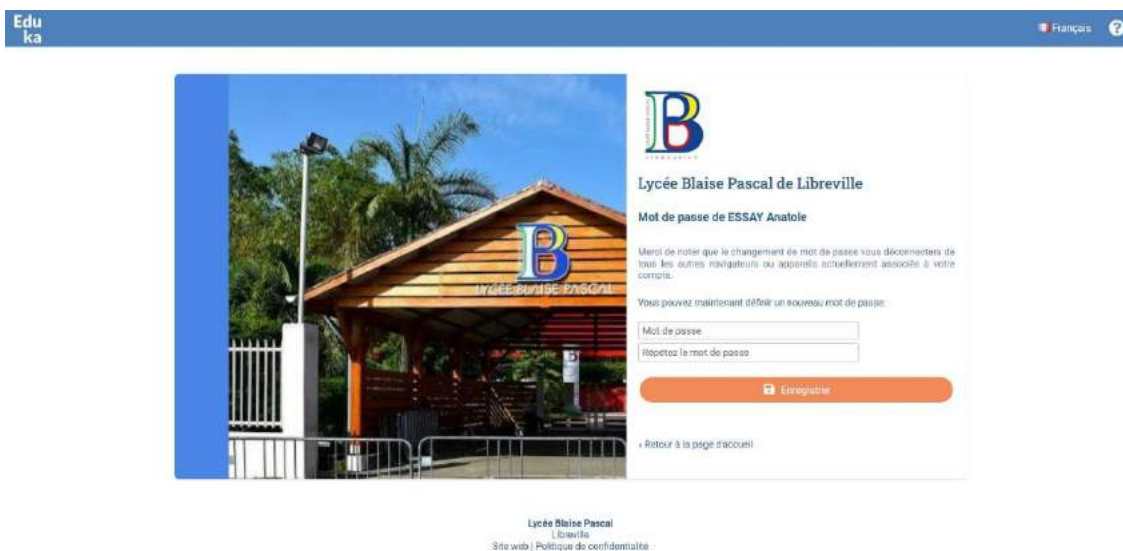 Edu
ka
Français
?
B
LIBREVILLE
Lycée Blaise Pascal de Libreville
Mot de passe de ESSAY Anatole
Merci de noter que le changement de mot de passe vous déconnectera de
tous les autres navigateurs ou appareils actuellement associés à votre
compte.
Vous pouvez maintenant définir un nouveau mot de passe:
Mot de passe
Répétez le mot de passe
Enregistrer
‹ Retour à la page d'accueil
B
LYCÉE BLAISE PASCAL
B
Lycée Blaise Pascal
Libreville
Site web | Politique de confidentialité